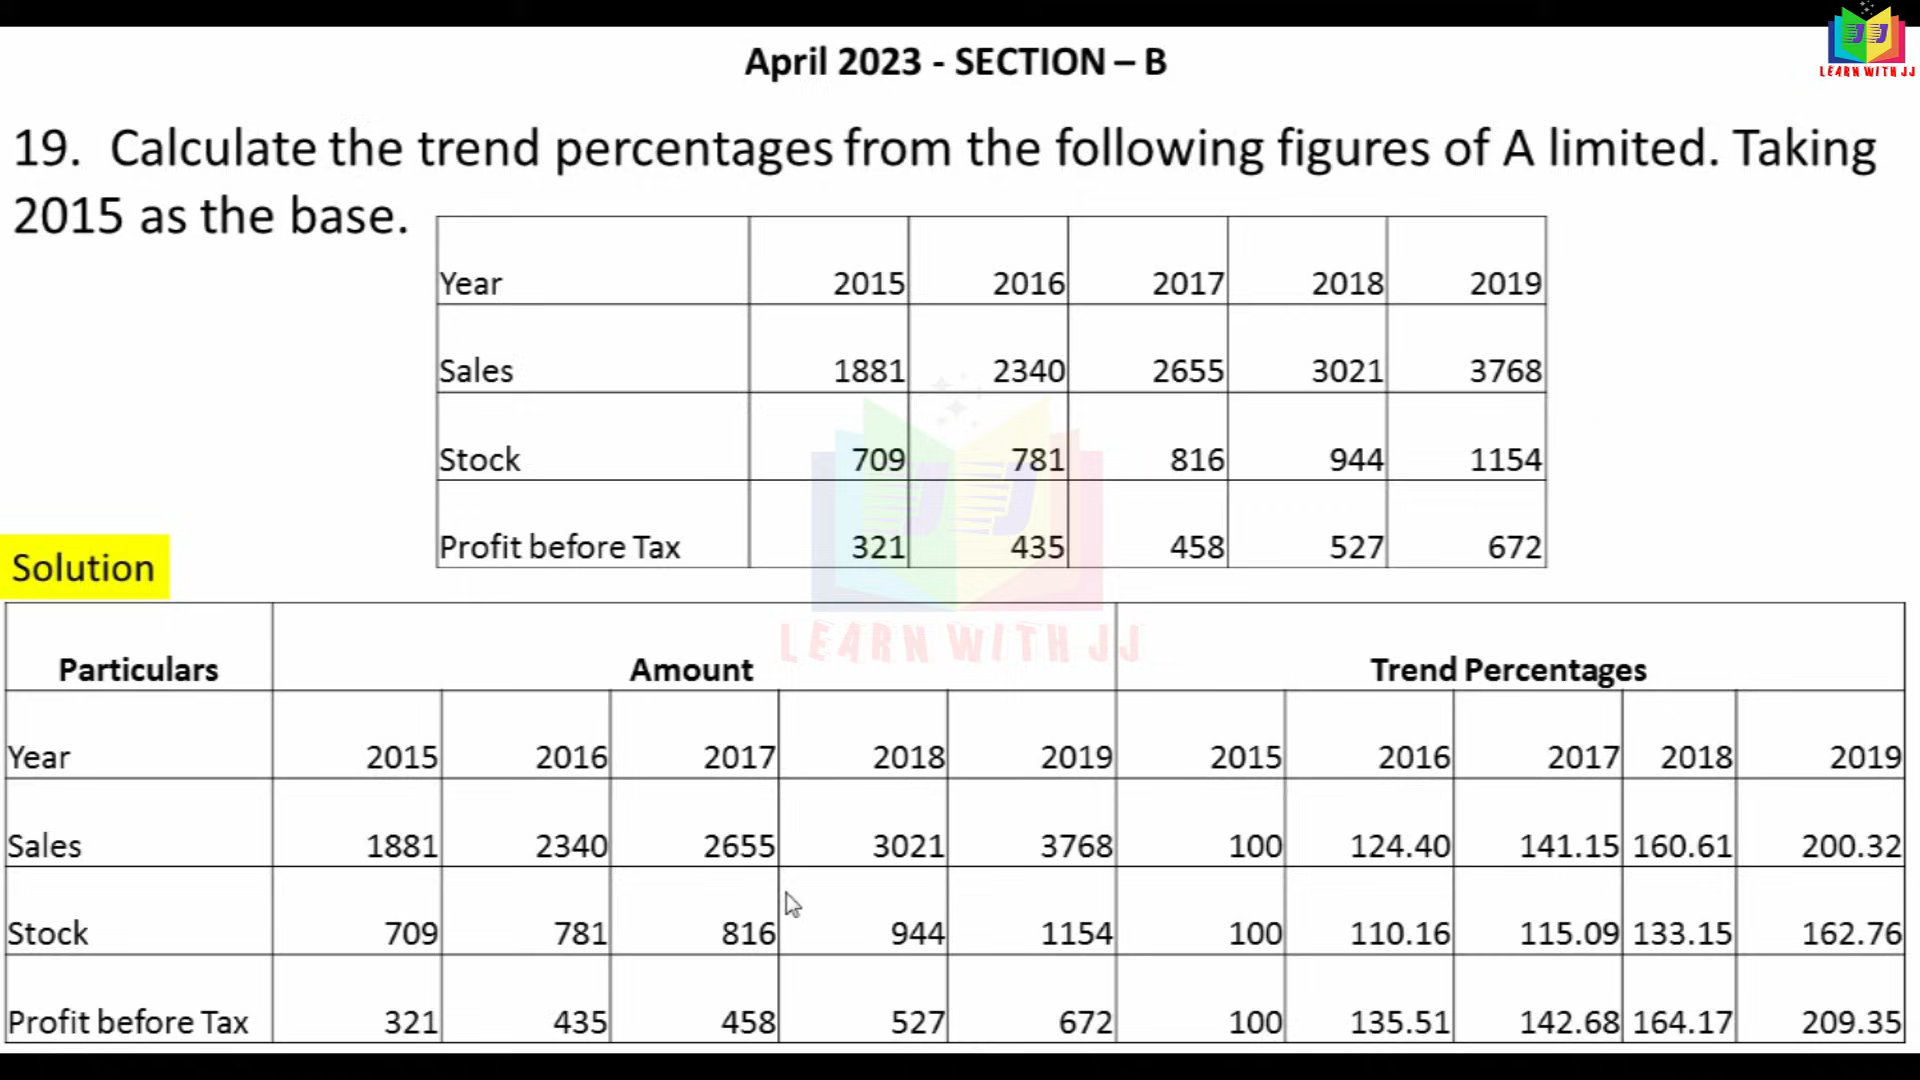 LEARN WITH JJ
April 2023 - SECTION – B
19. Calculate the trend percentages from the following figures of A limited. Taking
2015 as the base.
Year 2015 2016 2017 2018 2019
Sales 1881 2340 2655 3021 3768
Stock 709 781 816 944 1154
Profit before Tax 321 435 458 527 672
Solution
LEARN WITH JJ
Particulars Amount Trend Percentages
Year 2015 2016 2017 2018 2019 2015 2016 2017 2018 2019
Sales 1881 2340 2655 3021 3768 100 124.40 141.15 160.61 200.32
Stock 709 781 816 944 1154 100 110.16 115.09 133.15 162.76
Profit before Tax 321 435 458 527 672 100 135.51 142.68 164.17 209.35